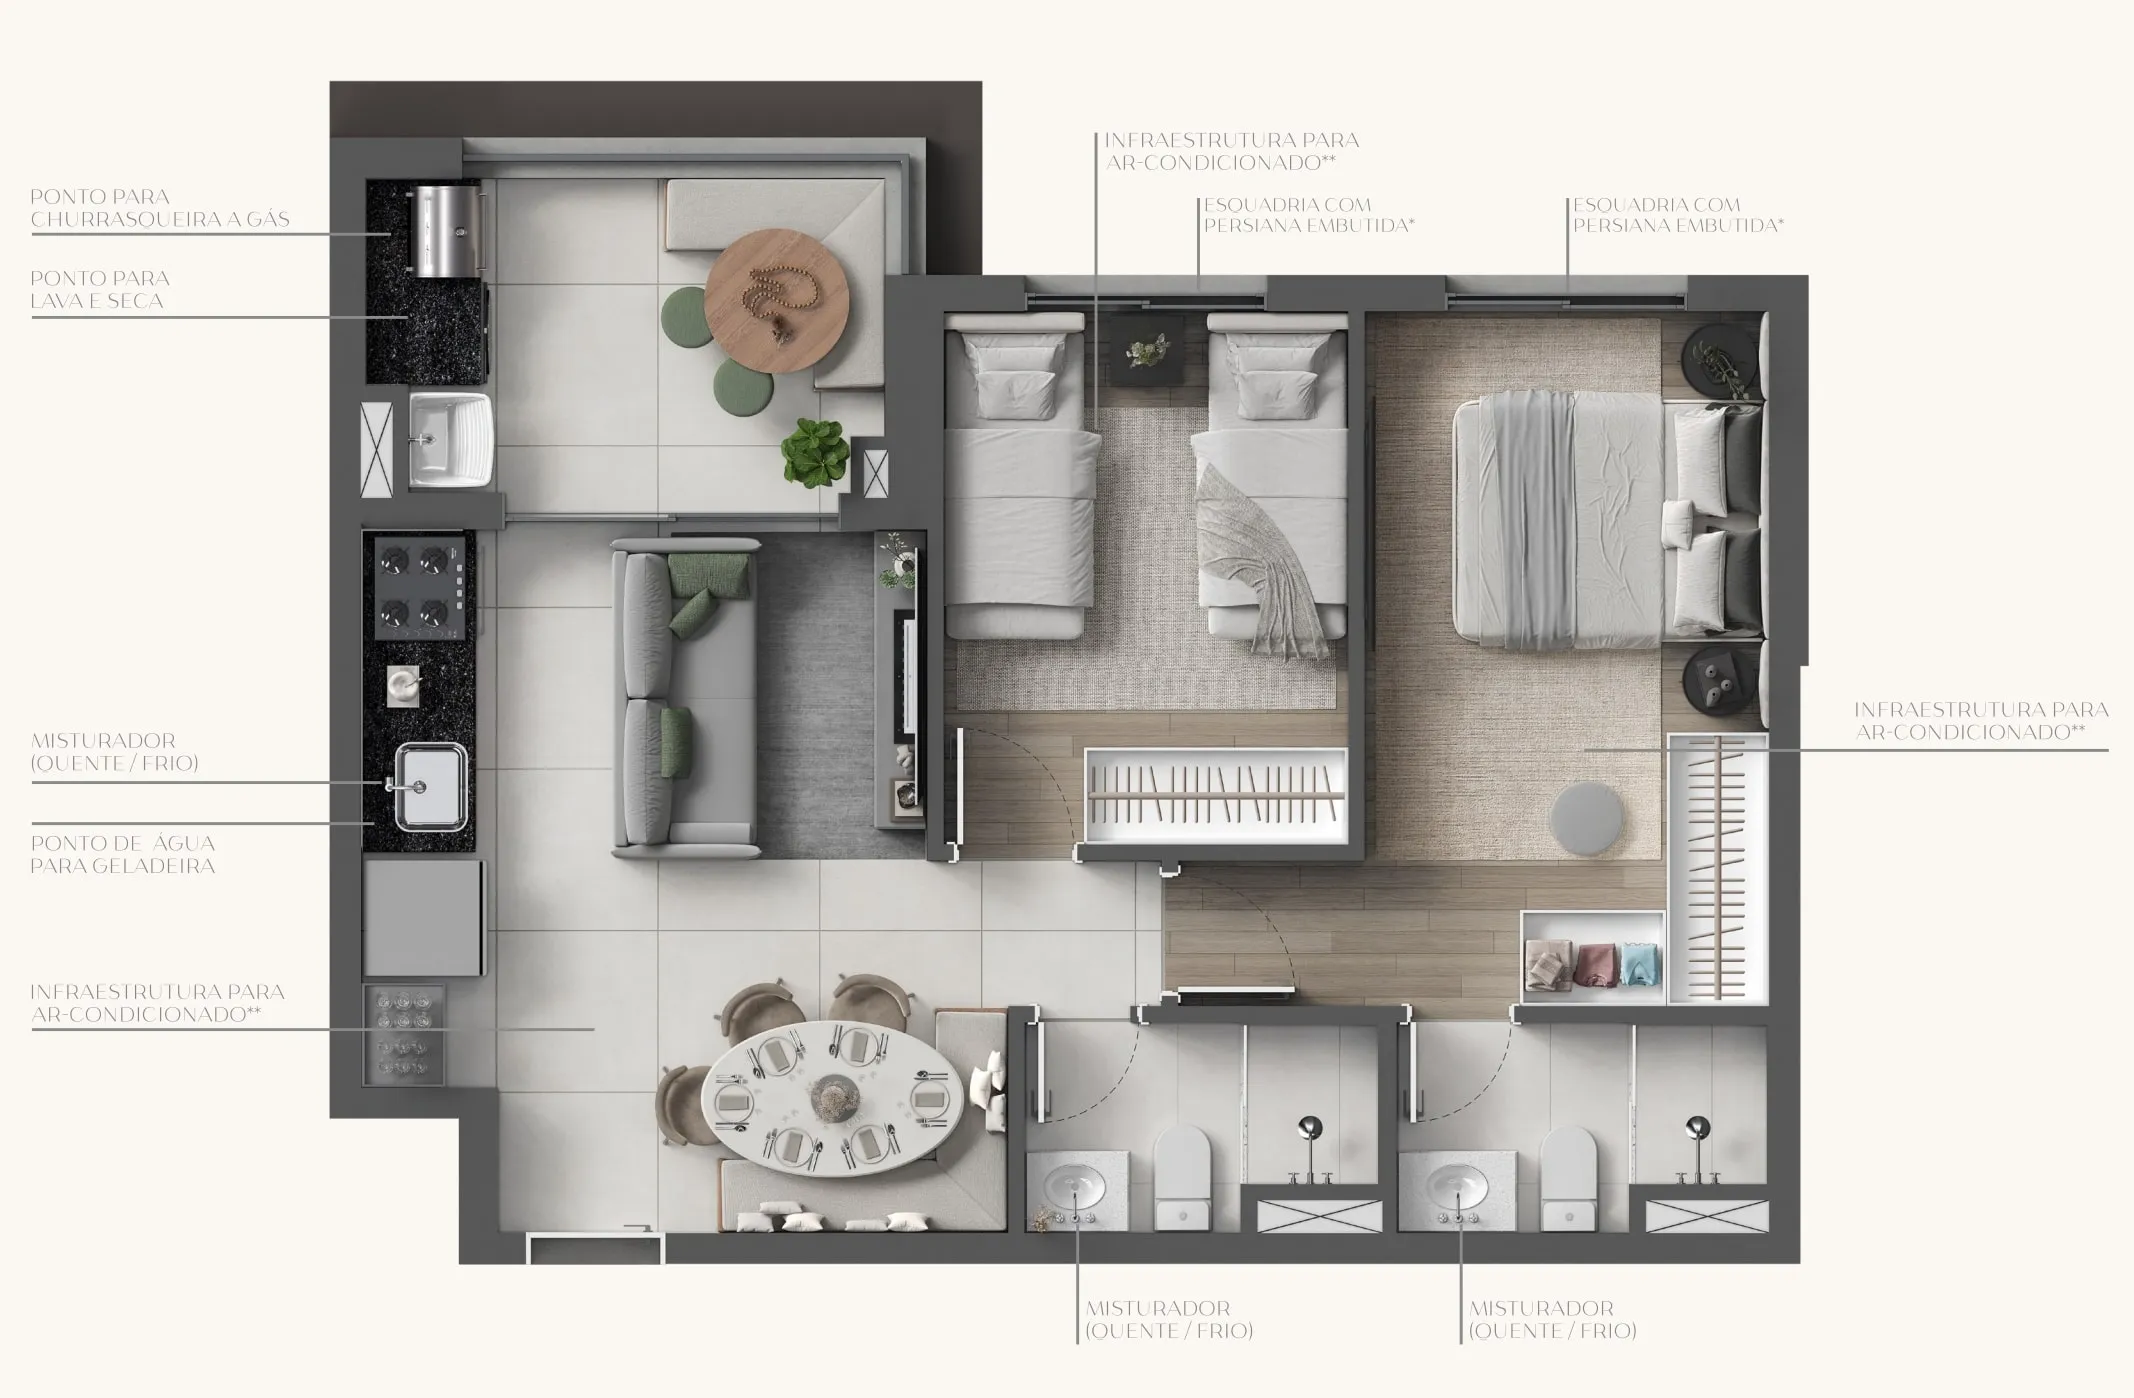 INFRAESTRUTURA PARA
AR-CONDICIONADO**
PONTO PARA
CHURRASQUEIRA A GÁS
ESQUADRIA COM
PERSIANA EMBUTIDA*
ESQUADRIA COM
PERSIANA EMBUTIDA*
PONTO PARA
LAVA E SECA
INFRAESTRUTURA PARA
AR-CONDICIONADO**
MISTURADOR
(QUENTE / FRIO)
PONTO DE ÁGUA
PARA GELADEIRA
INFRAESTRUTURA PARA
AR-CONDICIONADO**
MISTURADOR
(QUENTE / FRIO)
MISTURADOR
(QUENTE / FRIO)